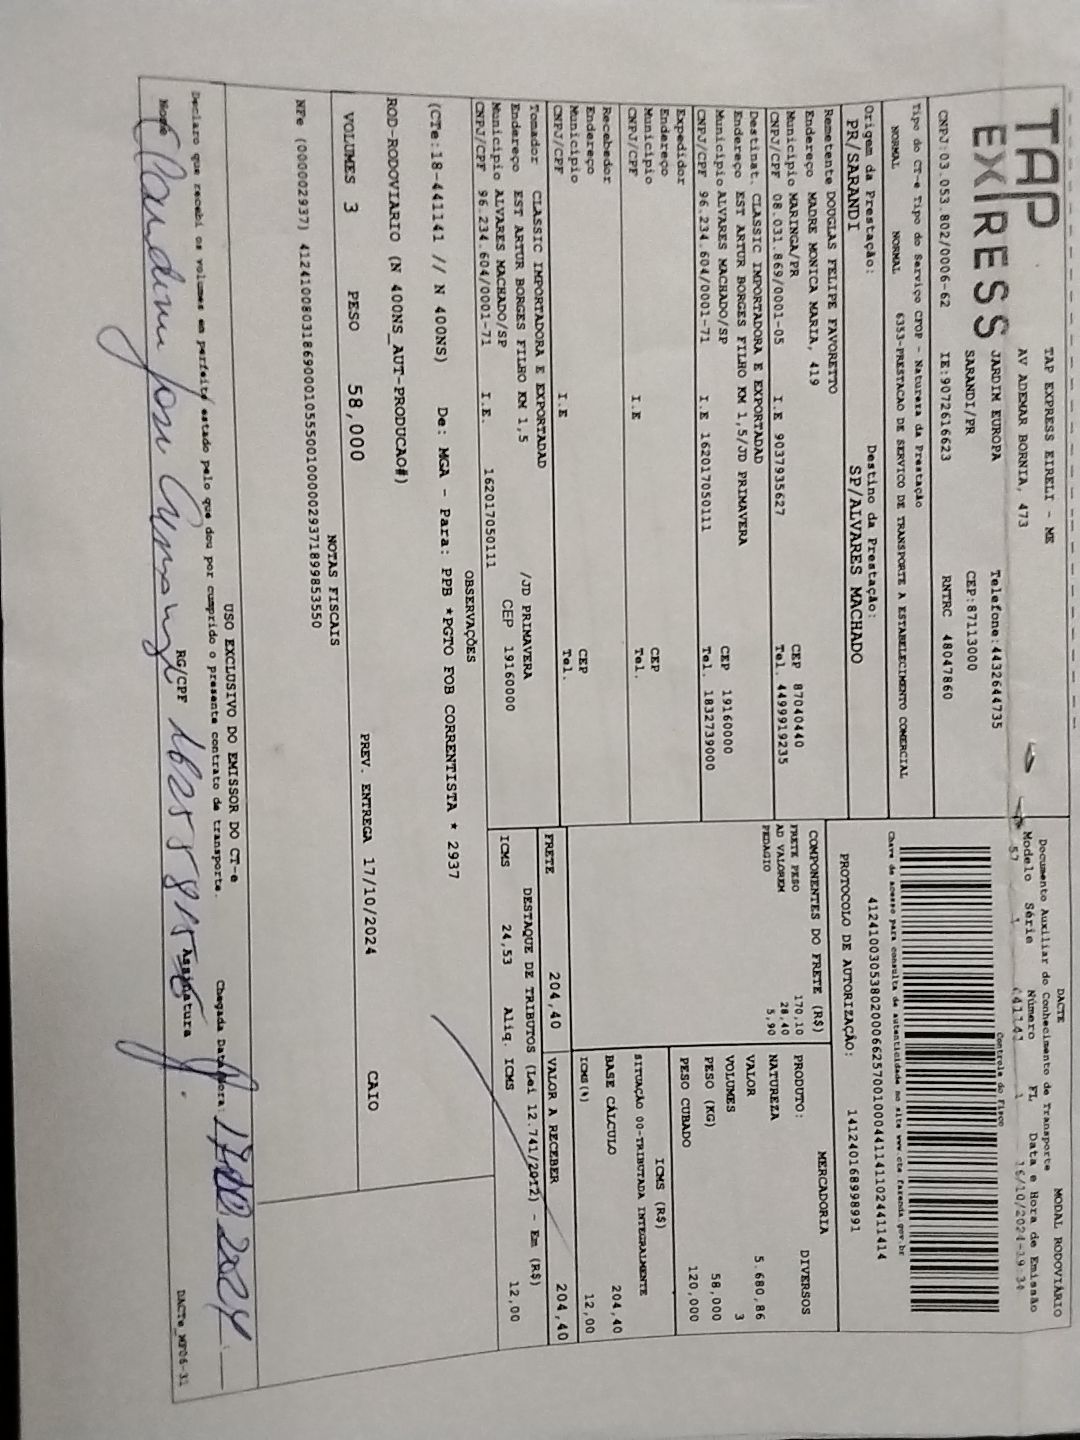 TAP
EXPRESS
TAP EXPRESS EIRELI - ME
AV ADEMAR BORNIA, 473
JARDIM EUROPA
Telefone:4432644735
SARANDI/PR
CEP:87113000
CNPJ:03.053.802/0006-62 IE:9072616623 RNTRC 48047860
DACTE
MODAL RODOVIÁRIO
Documento Auxiliar do Conhecimento de Transporte
Modelo Série Número FL Data e Hora de Emissão
57 1 441141 1 16/10/2024-19:34
Controle do Fisco
Chave de acesso para consulta de autenticidade no site www.cte.fazenda.gov.br
PROTOCOLO DE AUTORIZAÇÃO: 141240168998991
Tipo do CT-e Tipo do Serviço CFOP - Natureza da Prestação
NORMAL NORMAL 6353-PRESTACAO DE SERVICO DE TRANSPORTE A ESTABELECIMENTO COMERCIAL
Origem da Prestação: Destino da Prestação:
PR/SARANDI SP/ALVARES MACHADO
Remetente DOUGLAS FELIPE FAVORETTO
Endereço MADRE MONICA MARIA, 419
Município MARINGA/PR CEP 87040440
CNPJ/CPF 08.031.869/0001-05 I.E 9037935627 Tel. 4499919235
Destinat. CLASSIC IMPORTADORA E EXPORTADAD
Endereço EST ARTUR BORGES FILHO KM 1,5/JD PRIMAVERA
Município ALVARES MACHADO/SP CEP 19160000
CNPJ/CPF 96.234.604/0001-71 I.E 162017050111 Tel. 1832739000
Expedidor
Endereço
Município CEP
CNPJ/CPF I.E Tel.
Recebedor
Endereço
Município CEP
CNPJ/CPF I.E Tel.
Tomador CLASSIC IMPORTADORA E EXPORTADAD
Endereço EST ARTUR BORGES FILHO KM 1,5 /JD PRIMAVERA
Município ALVARES MACHADO/SP CEP 19160000
CNPJ/CPF 96.234.604/0001-71 I.E. 162017050111
COMPONENTES DO FRETE (R$)
FRETE PESO 170,10
AD VALOREM 28,40
PEDAGIO 5,90
MERCADORIA
PRODUTO: DIVERSOS
NATUREZA
VALOR 5.680,86
VOLUMES 3
PESO (KG) 58,000
PESO CUBADO 120,000
ICMS (R$)
SITUAÇÃO 00-TRIBUTADA INTEGRALMENTE
BASE CÁLCULO 204,40
ICMS(%) 12,00
FRETE 204,40 VALOR A RECEBER 204,40
DESTAQUE DE TRIBUTOS (Lei 12.741/2012) - Em (R$)
ICMS 24,53 Aliq. ICMS 12,00
OBSERVAÇÕES
(CTe:18-441141 // N 400NS) De: MGA - Para: PPB *PGTO FOB CORRENTISTA * 2937
ROD-RODOVIARIO (N 400NS_AUT-PRODUCAO#)
VOLUMES 3 PESO 58,000 PREV. ENTREGA 17/10/2024 CAIO
NOTAS FISCAIS
NFe (000002937) 41241008031869000105550010000029371899853550
USO EXCLUSIVO DO EMISSOR DO CT-e
Declaro que recebi os volumes em perfeito estado pelo que dou por cumprido o presente contrato de transporte. Chegada Data/Hora: 17 10 2024
Nome RG/CPF Assinatura
DACTe_MF06-31